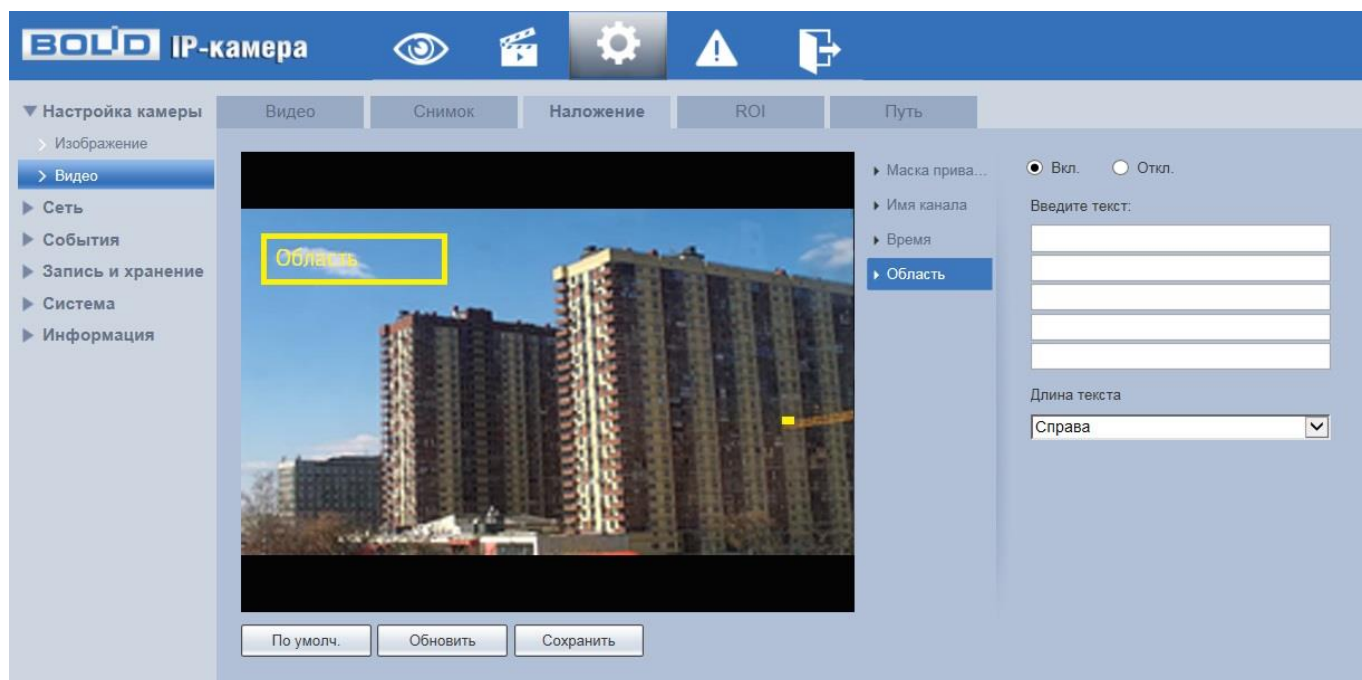 BOLID IP-камера
Настройка камеры
Изображение
Видео
Сеть
События
Запись и хранение
Система
Информация
Видео
Снимок
Наложение
ROI
Путь
Область
Маска прива...
Имя канала
Время
Область
Вкл.
Откл.
Введите текст:
Длина текста
Справа
По умолч.
Обновить
Сохранить